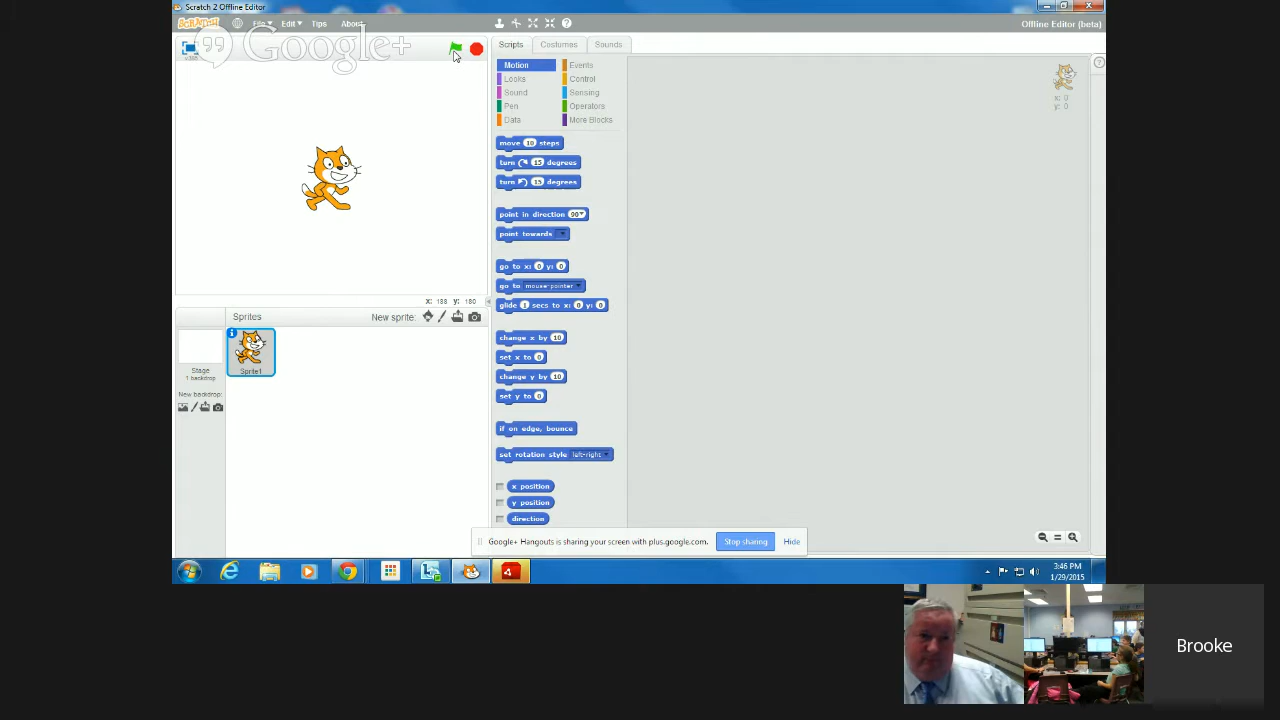 Scratch 2 Offline Editor
SCRATCH File Edit Tips About Offline Editor (beta)
Google+
v385
Scripts Costumes Sounds
Motion Events
Looks Control
Sound Sensing
Pen Operators
Data More Blocks
x: 0
y: 0
move 10 steps
turn 15 degrees
turn 15 degrees
point in direction 90
point towards
go to x: 0 y: 0
go to mouse-pointer
glide 1 secs to x: 0 y: 0
change x by 10
set x to 0
change y by 10
set y to 0
if on edge, bounce
set rotation style left-right
x position
y position
direction
x: 138 y: 180
Sprites New sprite:
Stage
1 backdrop
New backdrop:
Sprite1
Google+ Hangouts is sharing your screen with plus.google.com. Stop sharing Hide
3:46 PM
1/29/2015
Brooke